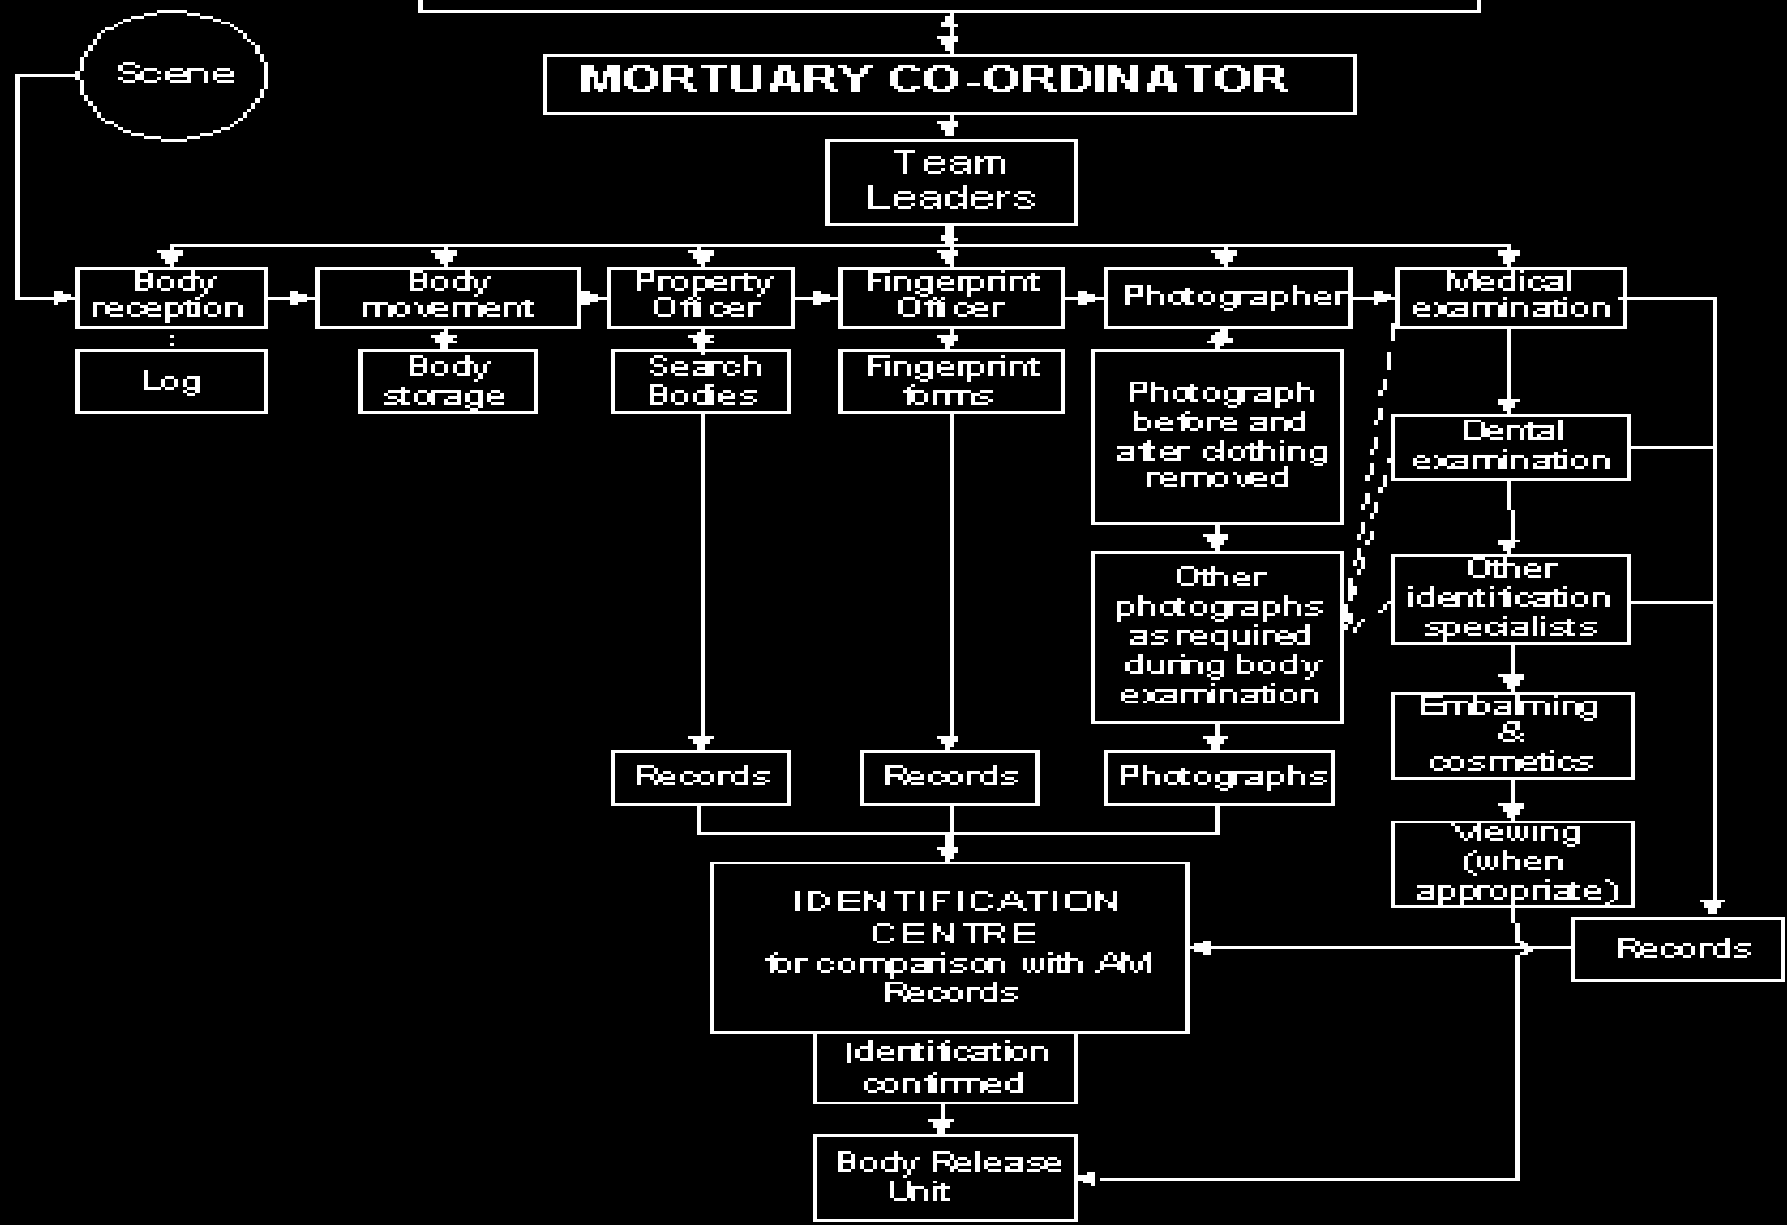 Scene
MORTUARY CO-ORDINATOR
Team
Leaders
Body
reception
Body
movement
Property
Officer
Fingerprint
Officer
Photographer
Medical
examination
Log
Body
storage
Search
Bodies
Fingerprint
forms
Photograph
before and
after clothing
removed
Dental
examination
Other
photographs
as required
during body
examination
Other
identification
specialists
Embalming
&
cosmetics
Records
Records
Photographs
Viewing
(when
appropriate)
IDENTIFICATION
CENTRE
for comparison with AM
Records
Records
Identification
confirmed
Body Release
Unit